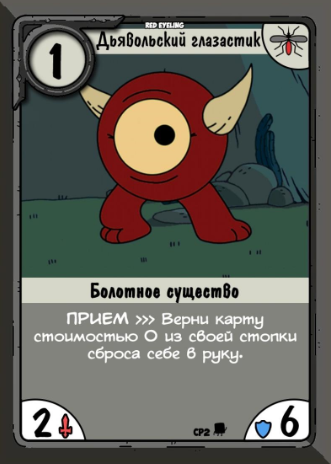 RED EYELING
1
Дьявольский глазастик
Болотное существо
ПРИЕМ >>> Верни карту
стоимостью 0 из своей стопки
сброса себе в руку.
2
CP2
6